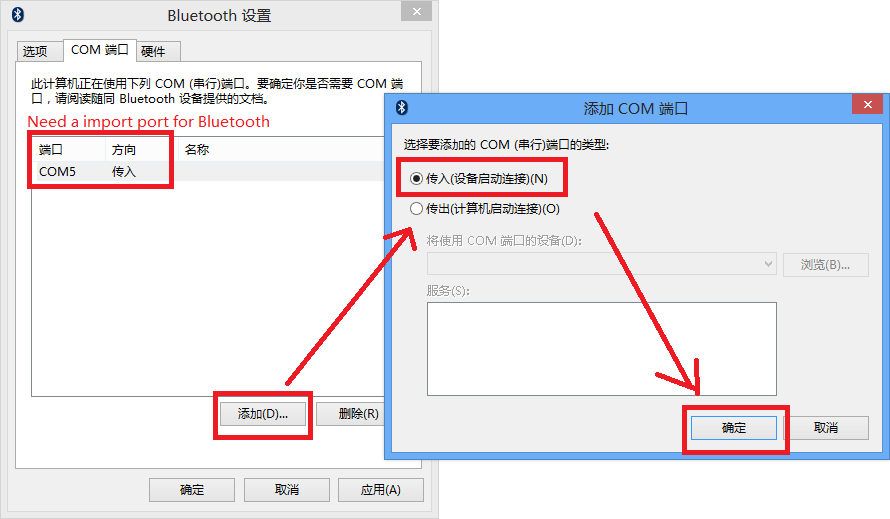 Bluetooth 设置
选项 COM 端口 硬件
此计算机正在使用下列 COM (串行)端口。要确定你是否需要 COM 端
口，请阅读随同 Bluetooth 设备提供的文档。
Need a import port for Bluetooth
端口 方向 名称
COM5 传入
添加(D)... 删除(R)
确定 取消 应用(A)
添加 COM 端口
选择要添加的 COM (串行)端口的类型:
传入(设备启动连接)(N)
传出(计算机启动连接)(O)
将使用 COM 端口的设备(D):
浏览(B)...
服务(S):
确定 取消